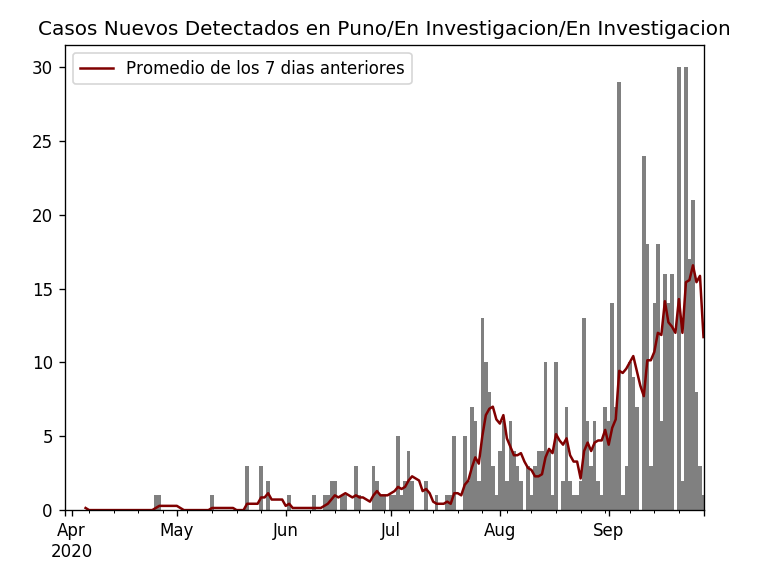 Casos Nuevos Detectados en Puno/En Investigacion/En Investigacion
Promedio de los 7 dias anteriores
30
25
20
15
10
5
0
Apr May Jun Jul Aug Sep
2020